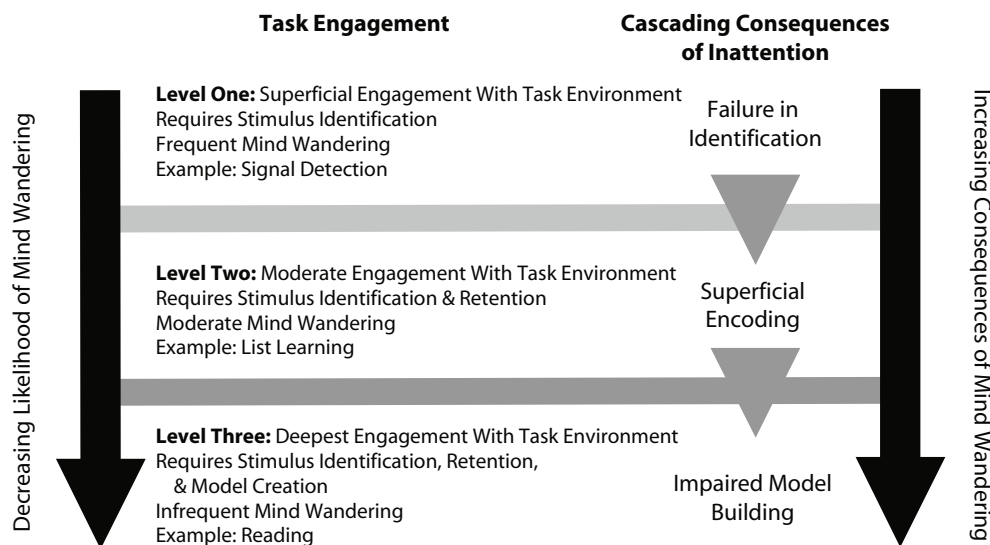 Task Engagement
Cascading Consequences
of Inattention
Decreasing Likelihood of Mind Wandering
Level One: Superficial Engagement With Task Environment
Requires Stimulus Identification
Frequent Mind Wandering
Example: Signal Detection
Failure in
Identification
Level Two: Moderate Engagement With Task Environment
Requires Stimulus Identification & Retention
Moderate Mind Wandering
Example: List Learning
Superficial
Encoding
Level Three: Deepest Engagement With Task Environment
Requires Stimulus Identification, Retention,
& Model Creation
Infrequent Mind Wandering
Example: Reading
Impaired Model
Building
Increasing Consequences of Mind Wandering